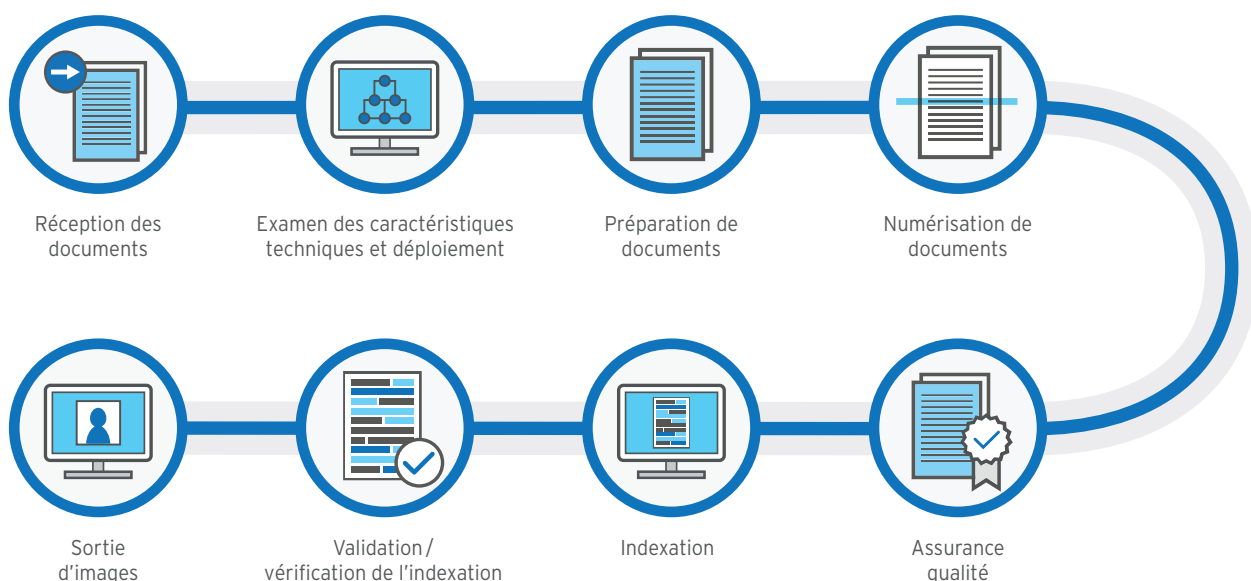 Réception des
documents
Examen des caractéristiques
techniques et déploiement
Préparation de
documents
Numérisation de
documents
Sortie
d'images
Validation/
vérification de l'indexation
Indexation
Assurance
qualité